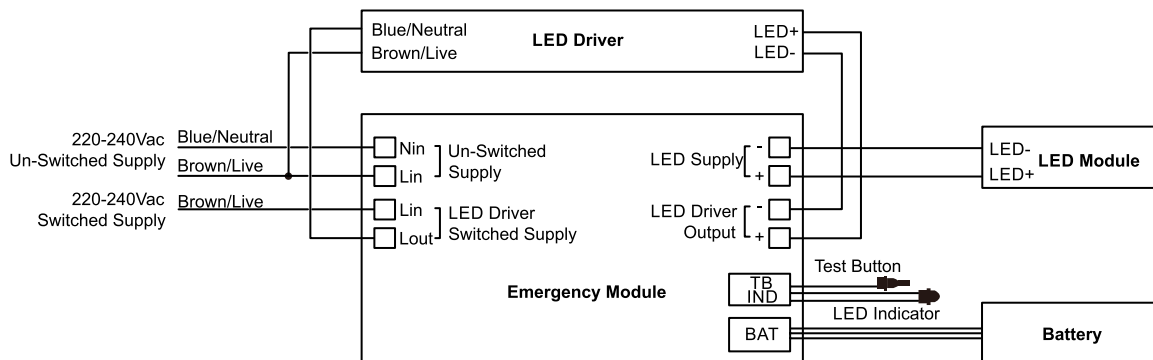 Blue/Neutral
Brown/Live
LED Driver
LED+
LED-
220-240Vac
Un-Switched Supply
Blue/Neutral
Brown/Live
220-240Vac
Switched Supply
Brown/Live
Nin
Lin
Un-Switched
Supply
Lin
Lout
LED Driver
Switched Supply
LED Supply
-
+
LED Driver
Output
-
+
LED-
LED+
LED Module
Emergency Module
TB
IND
Test Button
LED Indicator
BAT
Battery